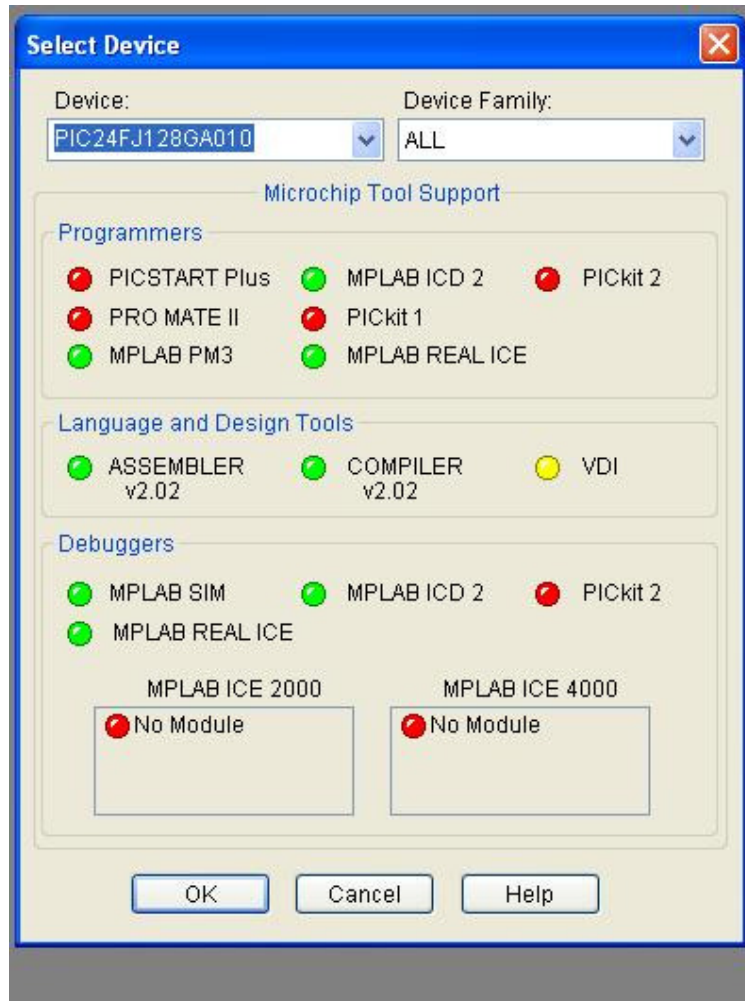 Select Device
Device: Device Family:
PIC24FJ128GA010 ALL
Microchip Tool Support
Programmers
PICSTART Plus MPLAB ICD 2 PICkit 2
PRO MATE II PICkit 1
MPLAB PM3 MPLAB REAL ICE
Language and Design Tools
ASSEMBLER COMPILER VDI
v2.02 v2.02
Debuggers
MPLAB SIM MPLAB ICD 2 PICkit 2
MPLAB REAL ICE
MPLAB ICE 2000 MPLAB ICE 4000
No Module No Module
OK Cancel Help